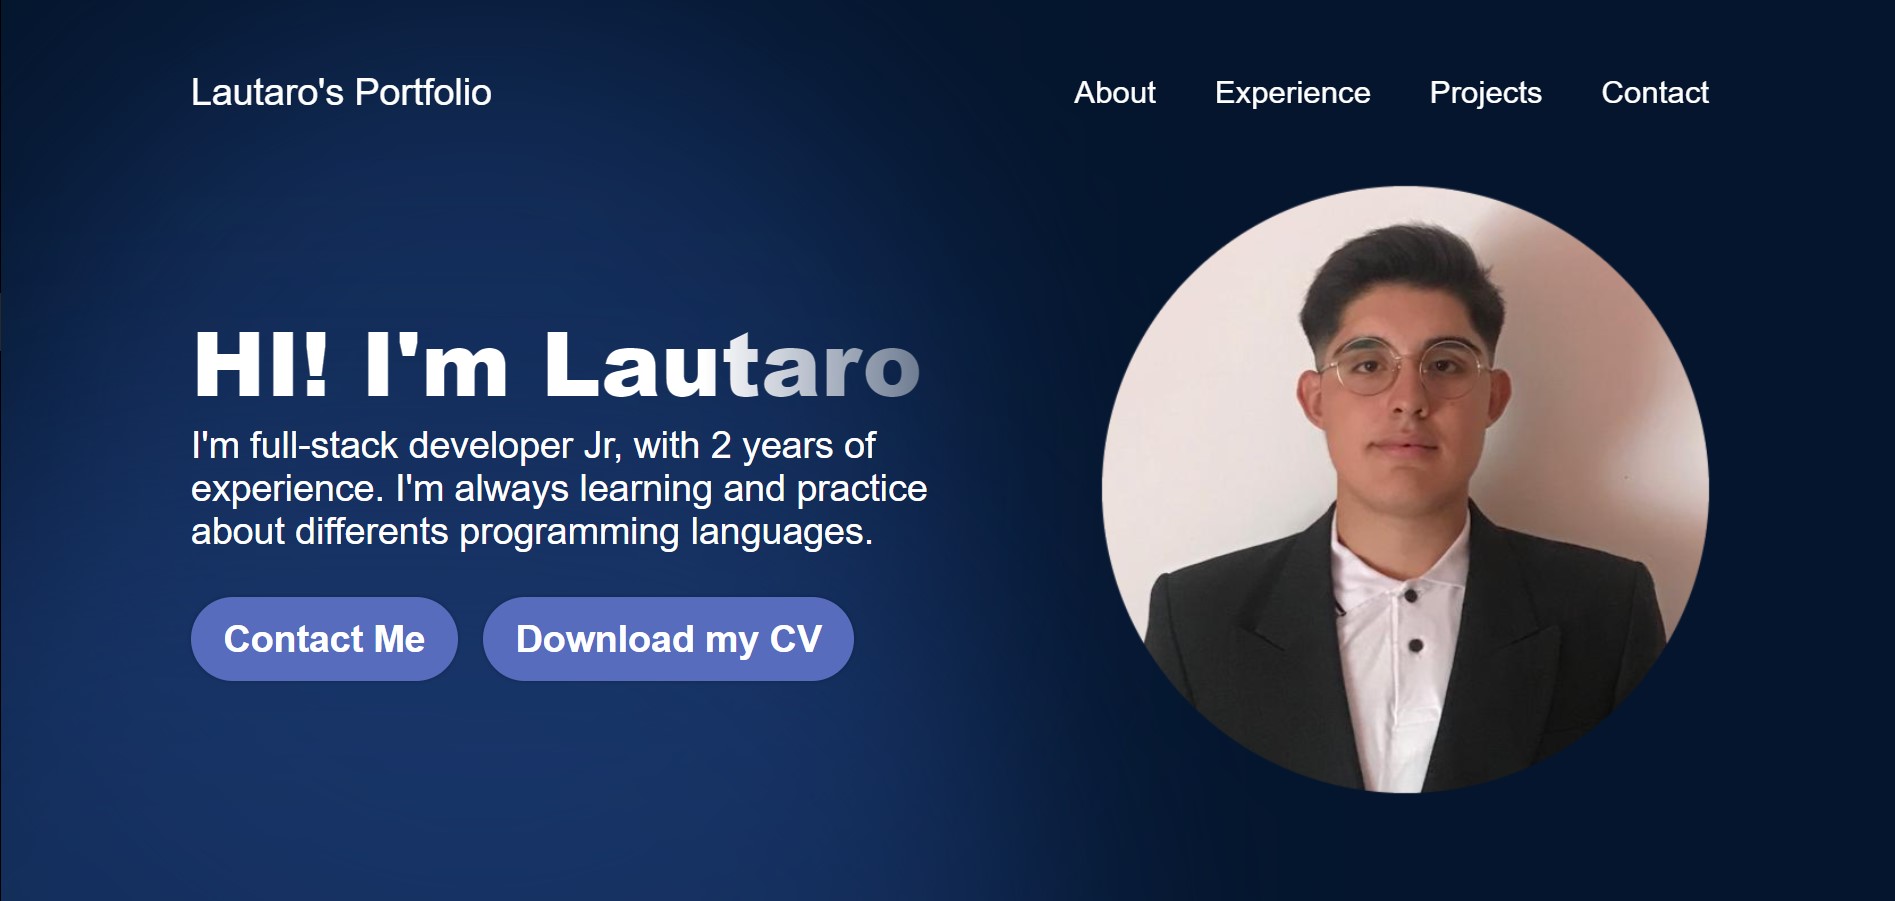 Lautaro's Portfolio
About Experience Projects Contact
HI! I'm Lautaro
I'm full-stack developer Jr, with 2 years of
experience. I'm always learning and practice
about differents programming languages.
Contact Me Download my CV